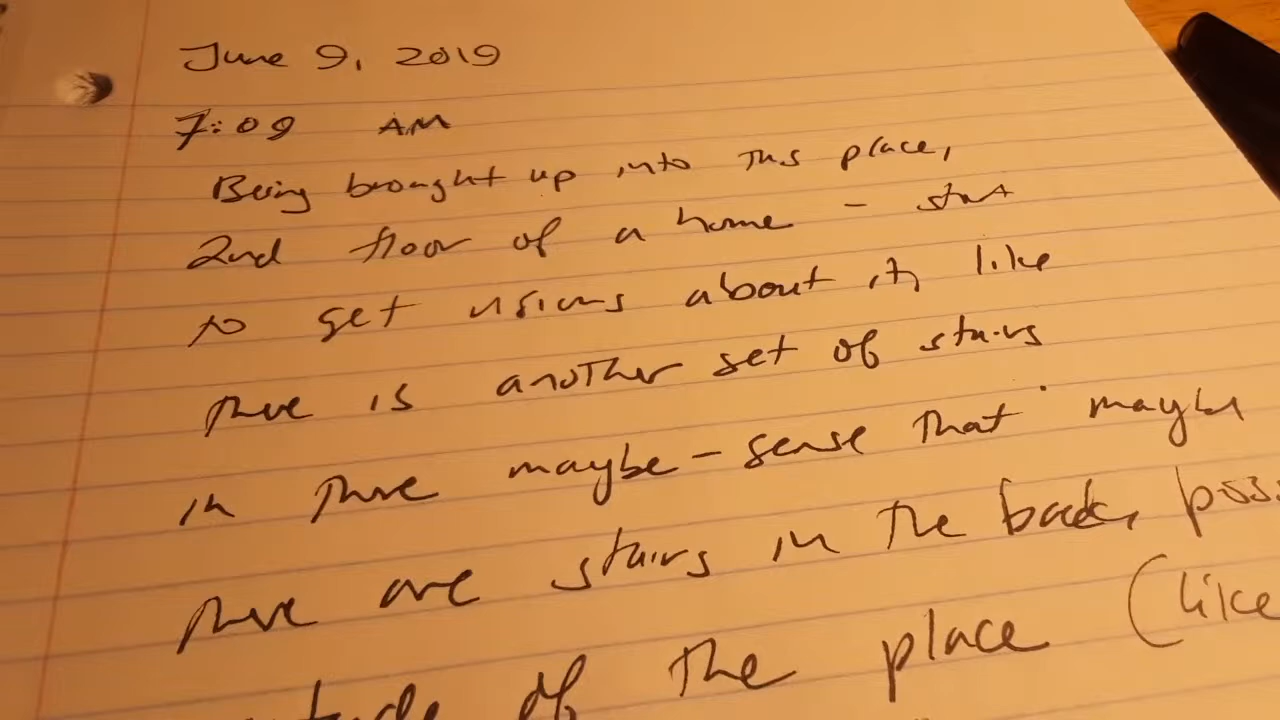 June 9, 2019
7:09 AM
Being brought up into this place,
2nd floor of a home - start
to get visions about it, like
there is another set of stairs
in there maybe - sense that maybe
there are stairs in the back,
of the place (like